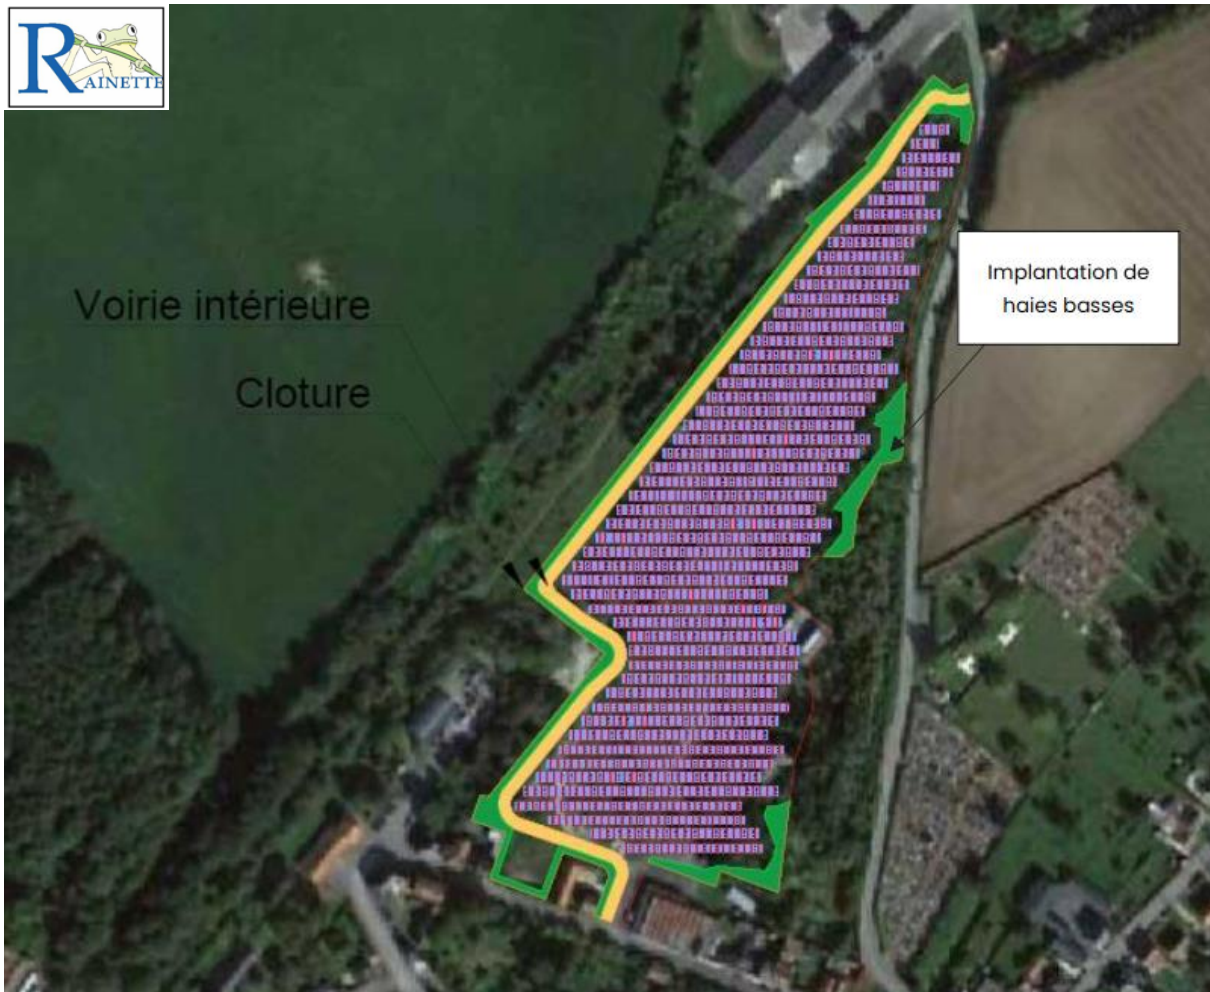 RAINETTE
Voirie intérieure
Cloture
Implantation de
haies basses